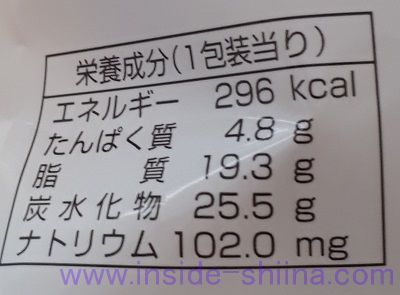 栄養成分(1包装当り)
エネルギー 296 kcal
たんぱく質 4.8 g
脂質 19.3 g
炭水化物 25.5 g
ナトリウム 102.0 mg
www.inside-shiina.com